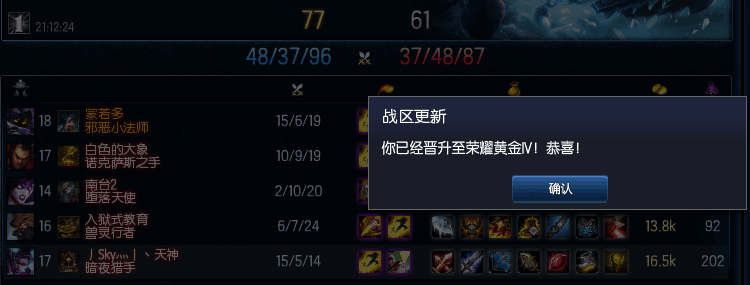 1 21:12:24 77 61
48/37/96 37/48/87
战区更新
你已经晋升至荣耀黄金Ⅳ！恭喜！
确认
18 蒙若多 15/6/19
邪恶小法师
17 白色的大象 10/9/19
诺克萨斯之手
14 南台2 2/10/20
堕落天使
16 入狱式教育 6/7/24 13.8k 92
兽灵行者
17 丿Sky灬丨丶天神 15/5/14 16.5k 202
暗夜猎手